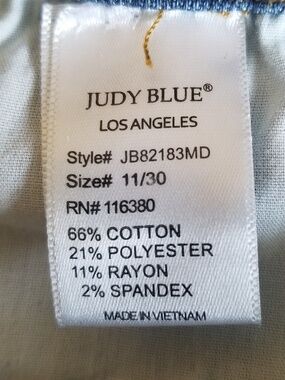 JUDY BLUE®
LOS ANGELES
Style# JB82183MD
Size# 11/30
RN# 116380
66% COTTON
21% POLYESTER
11% RAYON
2% SPANDEX
MADE IN VIETNAM